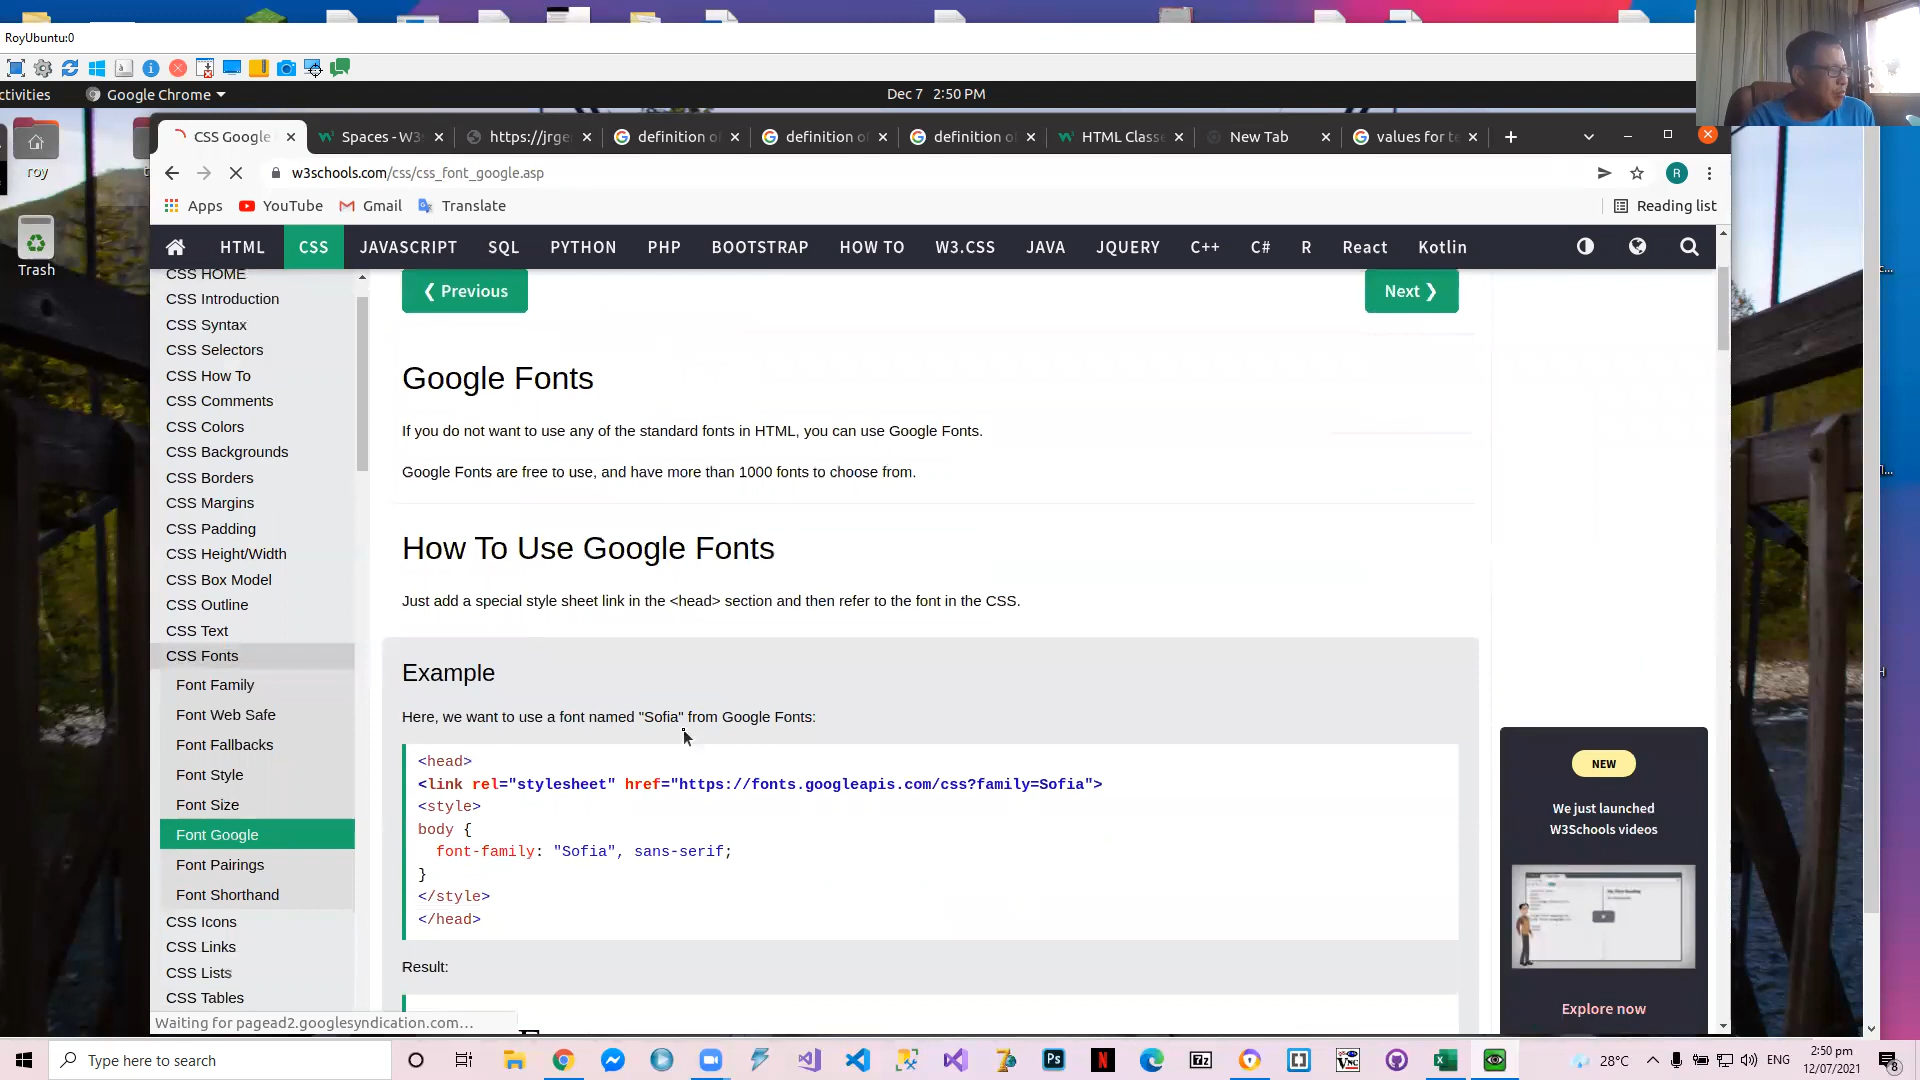 RoyUbuntu:0
ctivities
Google Chrome
Dec 7 2:50 PM
CSS Google
Spaces - W3
https://jrge
definition o
definition o
definition o
HTML Classe
New Tab
values for te
w3schools.com/css/css_font_google.asp
R
Apps
YouTube
Gmail
Translate
Reading list
roy
Trash
HTML
CSS
JAVASCRIPT
SQL
PYTHON
PHP
BOOTSTRAP
HOW TO
W3.CSS
JAVA
JQUERY
C++
C#
R
React
Kotlin
CSS HOME
CSS Introduction
CSS Syntax
CSS Selectors
CSS How To
CSS Comments
CSS Colors
CSS Backgrounds
CSS Borders
CSS Margins
CSS Padding
CSS Height/Width
CSS Box Model
CSS Outline
CSS Text
CSS Fonts
Font Family
Font Web Safe
Font Fallbacks
Font Style
Font Size
Font Google
Font Pairings
Font Shorthand
CSS Icons
CSS Links
CSS Lists
CSS Tables
❮ Previous
Next ❯
Google Fonts
If you do not want to use any of the standard fonts in HTML, you can use Google Fonts.
Google Fonts are free to use, and have more than 1000 fonts to choose from.
How To Use Google Fonts
Just add a special style sheet link in the <head> section and then refer to the font in the CSS.
Example
Here, we want to use a font named "Sofia" from Google Fonts:
<head>
<link rel="stylesheet" href="https://fonts.googleapis.com/css?family=Sofia">
<style>
body {
font-family: "Sofia", sans-serif;
}
</style>
</head>
Result:
NEW
We just launched
W3Schools videos
Explore now
Waiting for pagead2.googlesyndication.com...
Type here to search
Ps
N
7z
28°C
ENG
2:50 pm
12/07/2021
8